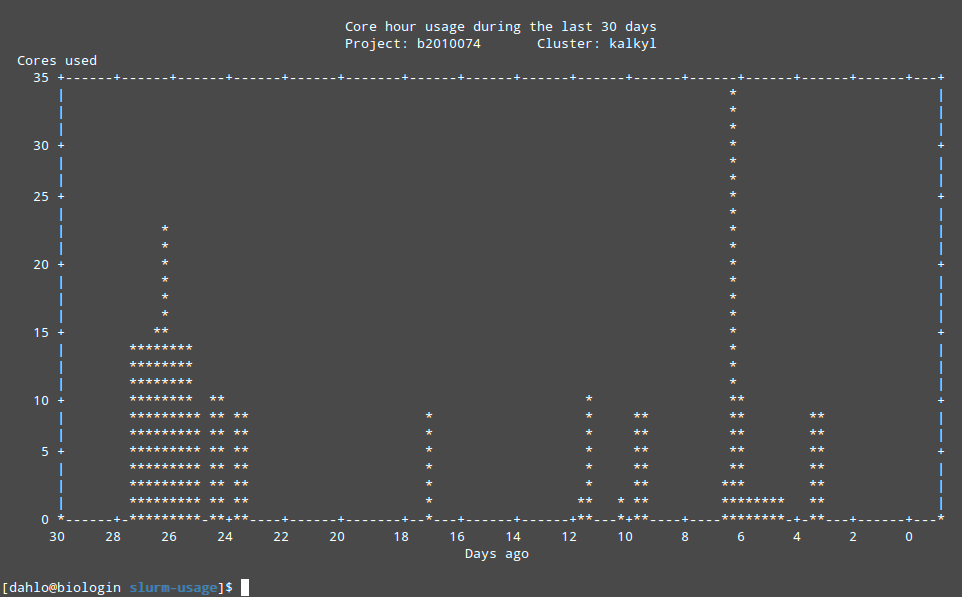 Core hour usage during the last 30 days
Project: b2010074       Cluster: kalkyl
Cores used
35
30
25
20
15
10
5
0
30 28 26 24 22 20 18 16 14 12 10 8 6 4 2 0
Days ago
[dahlo@biologin slurm-usage]$